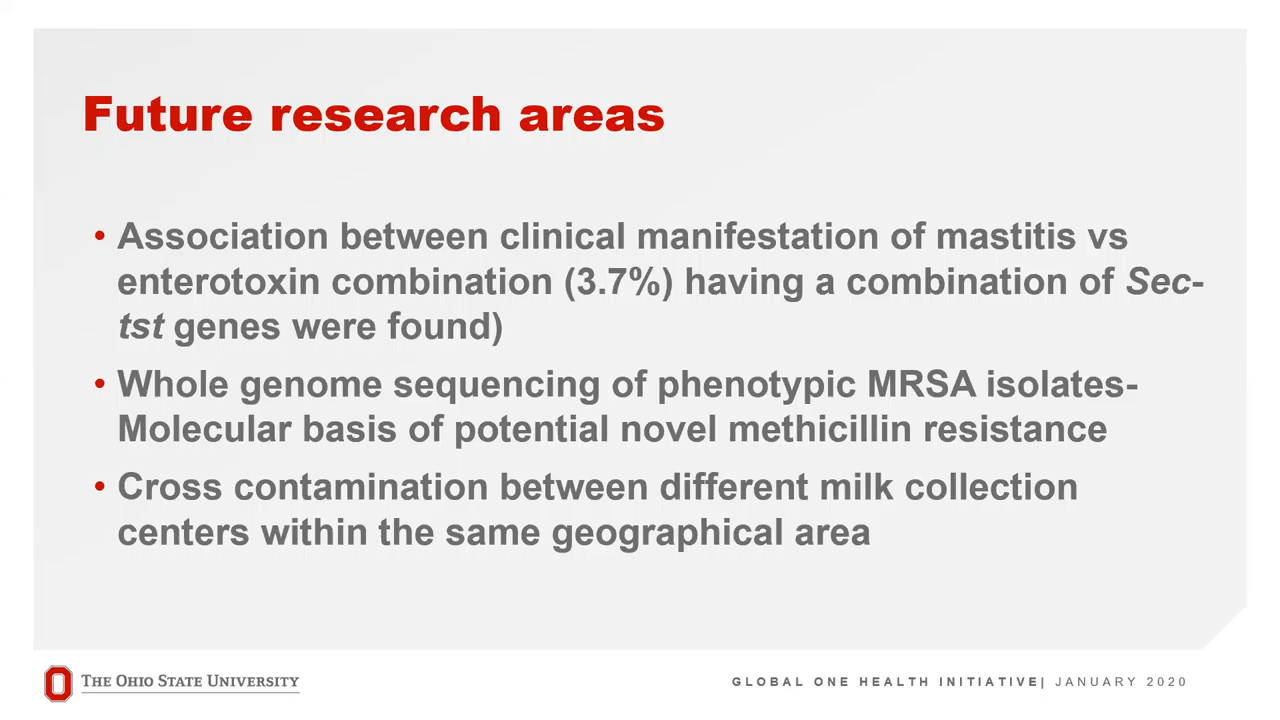 Future research areas
• Association between clinical manifestation of mastitis vs
enterotoxin combination (3.7%) having a combination of Sec-
tst genes were found)
• Whole genome sequencing of phenotypic MRSA isolates-
Molecular basis of potential novel methicillin resistance
• Cross contamination between different milk collection
centers within the same geographical area
THE OHIO STATE UNIVERSITY
GLOBAL ONE HEALTH INITIATIVE| JANUARY 2020